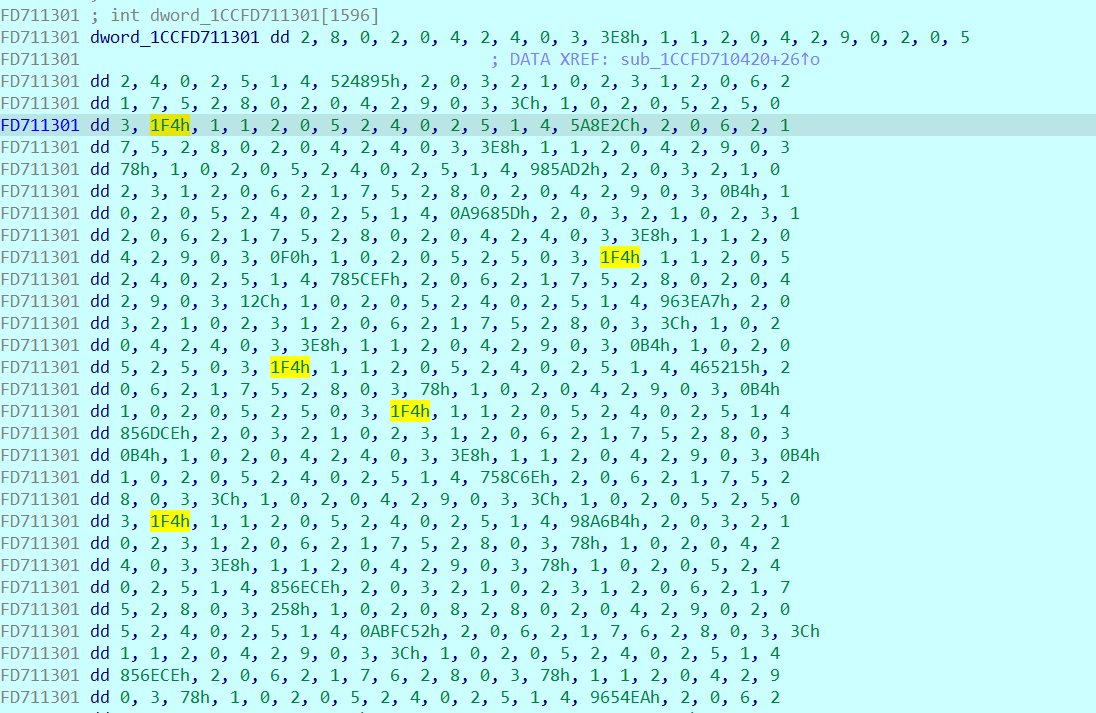 FD711301 ; int dword_1CCFD711301[1596]
FD711301 dword_1CCFD711301 dd 2, 8, 0, 2, 0, 4, 2, 4, 0, 3, 3E8h, 1, 1, 2, 0, 4, 2, 9, 0, 2, 0, 5
FD711301 ; DATA XREF: sub_1CCFD710420+26↑o
FD711301 dd 2, 4, 0, 2, 5, 1, 4, 524895h, 2, 0, 3, 2, 1, 0, 2, 3, 1, 2, 0, 6, 2
FD711301 dd 1, 7, 5, 2, 8, 0, 2, 0, 4, 2, 9, 0, 3, 3Ch, 1, 0, 2, 0, 5, 2, 5, 0
FD711301 dd 3, 1F4h, 1, 1, 2, 0, 5, 2, 4, 0, 2, 5, 1, 4, 5A8E2Ch, 2, 0, 6, 2, 1
FD711301 dd 7, 5, 2, 8, 0, 2, 0, 4, 2, 4, 0, 3, 3E8h, 1, 1, 2, 0, 4, 2, 9, 0, 3
FD711301 dd 78h, 1, 0, 2, 0, 5, 2, 4, 0, 2, 5, 1, 4, 985AD2h, 2, 0, 3, 2, 1, 0
FD711301 dd 2, 3, 1, 2, 0, 6, 2, 1, 7, 5, 2, 8, 0, 2, 0, 4, 2, 9, 0, 3, 0B4h, 1
FD711301 dd 0, 2, 0, 5, 2, 4, 0, 2, 5, 1, 4, 0A9685Dh, 2, 0, 3, 2, 1, 0, 2, 3, 1
FD711301 dd 2, 0, 6, 2, 1, 7, 5, 2, 8, 0, 2, 0, 4, 2, 4, 0, 3, 3E8h, 1, 1, 2, 0
FD711301 dd 4, 2, 9, 0, 3, 0F0h, 1, 0, 2, 0, 5, 2, 5, 0, 3, 1F4h, 1, 1, 2, 0, 5
FD711301 dd 2, 4, 0, 2, 5, 1, 4, 785CEFh, 2, 0, 6, 2, 1, 7, 5, 2, 8, 0, 2, 0, 4
FD711301 dd 2, 9, 0, 3, 12Ch, 1, 0, 2, 0, 5, 2, 4, 0, 2, 5, 1, 4, 963EA7h, 2, 0
FD711301 dd 3, 2, 1, 0, 2, 3, 1, 2, 0, 6, 2, 1, 7, 5, 2, 8, 0, 3, 3Ch, 1, 0, 2
FD711301 dd 0, 4, 2, 4, 0, 3, 3E8h, 1, 1, 2, 0, 4, 2, 9, 0, 3, 0B4h, 1, 0, 2, 0
FD711301 dd 5, 2, 5, 0, 3, 1F4h, 1, 1, 2, 0, 5, 2, 4, 0, 2, 5, 1, 4, 465215h, 2
FD711301 dd 0, 6, 2, 1, 7, 5, 2, 8, 0, 3, 78h, 1, 0, 2, 0, 4, 2, 9, 0, 3, 0B4h
FD711301 dd 1, 0, 2, 0, 5, 2, 5, 0, 3, 1F4h, 1, 1, 2, 0, 5, 2, 4, 0, 2, 5, 1, 4
FD711301 dd 856DCEh, 2, 0, 3, 2, 1, 0, 2, 3, 1, 2, 0, 6, 2, 1, 7, 5, 2, 8, 0, 3
FD711301 dd 0B4h, 1, 0, 2, 0, 4, 2, 4, 0, 3, 3E8h, 1, 1, 2, 0, 4, 2, 9, 0, 3, 0B4h
FD711301 dd 1, 0, 2, 0, 5, 2, 4, 0, 2, 5, 1, 4, 758C6Eh, 2, 0, 6, 2, 1, 7, 5, 2
FD711301 dd 8, 0, 3, 3Ch, 1, 0, 2, 0, 4, 2, 9, 0, 3, 3Ch, 1, 0, 2, 0, 5, 2, 5, 0
FD711301 dd 3, 1F4h, 1, 1, 2, 0, 5, 2, 4, 0, 2, 5, 1, 4, 98A6B4h, 2, 0, 3, 2, 1
FD711301 dd 0, 2, 3, 1, 2, 0, 6, 2, 1, 7, 5, 2, 8, 0, 3, 78h, 1, 0, 2, 0, 4, 2
FD711301 dd 4, 0, 3, 3E8h, 1, 1, 2, 0, 4, 2, 9, 0, 3, 78h, 1, 0, 2, 0, 5, 2, 4
FD711301 dd 0, 2, 5, 1, 4, 856ECEh, 2, 0, 3, 2, 1, 0, 2, 3, 1, 2, 0, 6, 2, 1, 7
FD711301 dd 5, 2, 8, 0, 3, 258h, 1, 0, 2, 0, 8, 2, 8, 0, 2, 0, 4, 2, 9, 0, 2, 0
FD711301 dd 5, 2, 4, 0, 2, 5, 1, 4, 0ABFC52h, 2, 0, 6, 2, 1, 7, 6, 2, 8, 0, 3, 3Ch
FD711301 dd 1, 1, 2, 0, 4, 2, 9, 0, 3, 3Ch, 1, 0, 2, 0, 5, 2, 4, 0, 2, 5, 1, 4
FD711301 dd 856ECEh, 2, 0, 6, 2, 1, 7, 6, 2, 8, 0, 3, 78h, 1, 1, 2, 0, 4, 2, 9
FD711301 dd 0, 3, 78h, 1, 0, 2, 0, 5, 2, 4, 0, 2, 5, 1, 4, 9654EAh, 2, 0, 6, 2